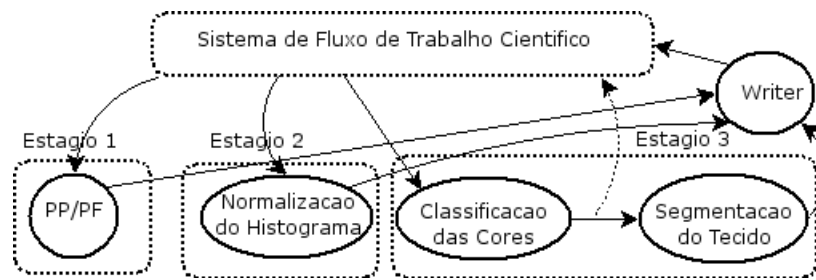 Sistema de Fluxo de Trabalho Cientifico
Writer
Estagio 1
Estagio 2
Estagio 3
PP/PF
Normalizacao
do Histograma
Classificacao
das Cores
Segmentacao
do Tecido